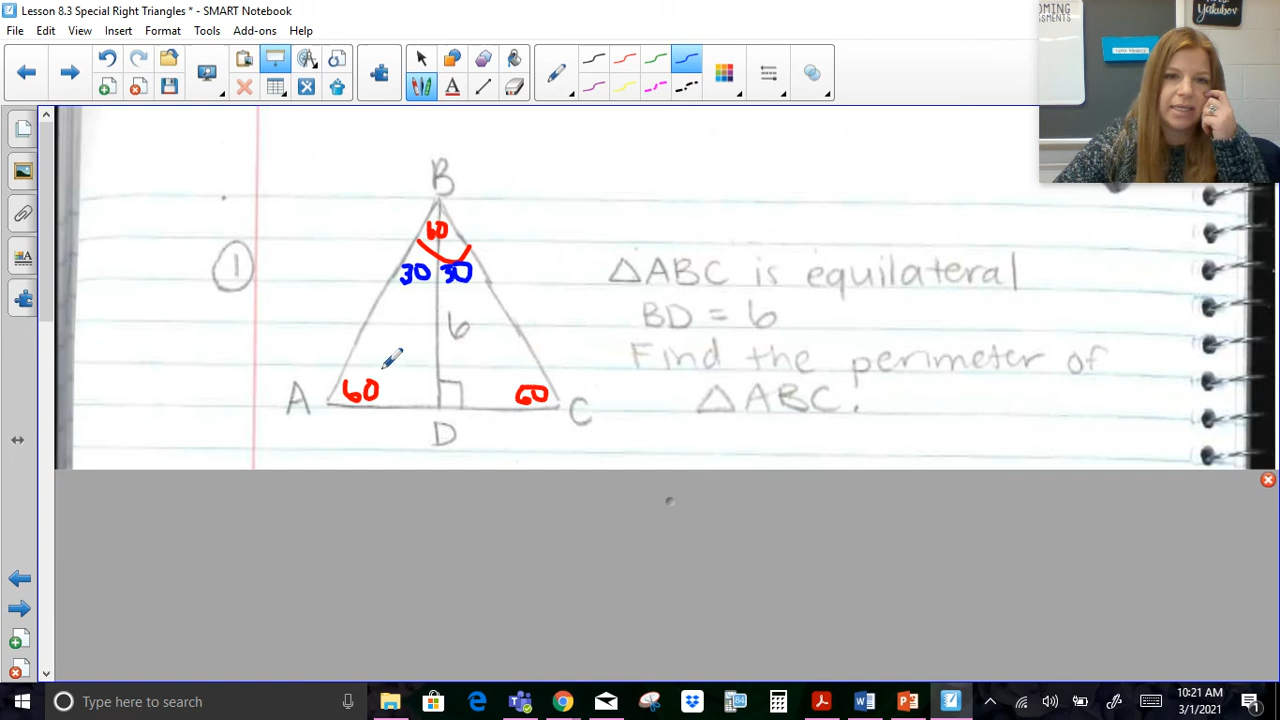 Lesson 8.3 Special Right Triangles * - SMART Notebook
File Edit View Insert Format Tools Add-ons Help
B
60
30 30
6
60 60
A C
D
1
△ABC is equilateral
BD = 6
Find the perimeter of
△ABC.
Yakubov
Type here to search
10:21 AM
3/1/2021
1